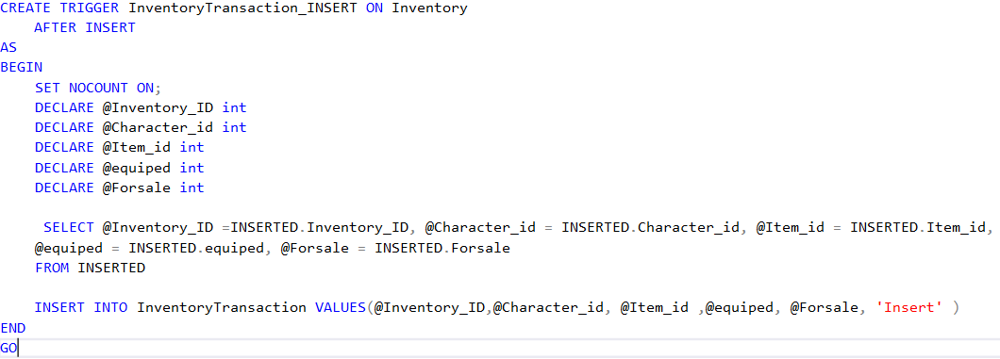 CREATE TRIGGER InventoryTransaction_INSERT ON Inventory
    AFTER INSERT
AS
BEGIN
    SET NOCOUNT ON;
    DECLARE @Inventory_ID int
    DECLARE @Character_id int
    DECLARE @Item_id int
    DECLARE @equiped int
    DECLARE @Forsale int

     SELECT @Inventory_ID =INSERTED.Inventory_ID, @Character_id = INSERTED.Character_id, @Item_id = INSERTED.Item_id,
    @equiped = INSERTED.equiped, @Forsale = INSERTED.Forsale
    FROM INSERTED

    INSERT INTO InventoryTransaction VALUES(@Inventory_ID,@Character_id, @Item_id ,@equiped, @Forsale, 'Insert' )
END
GO